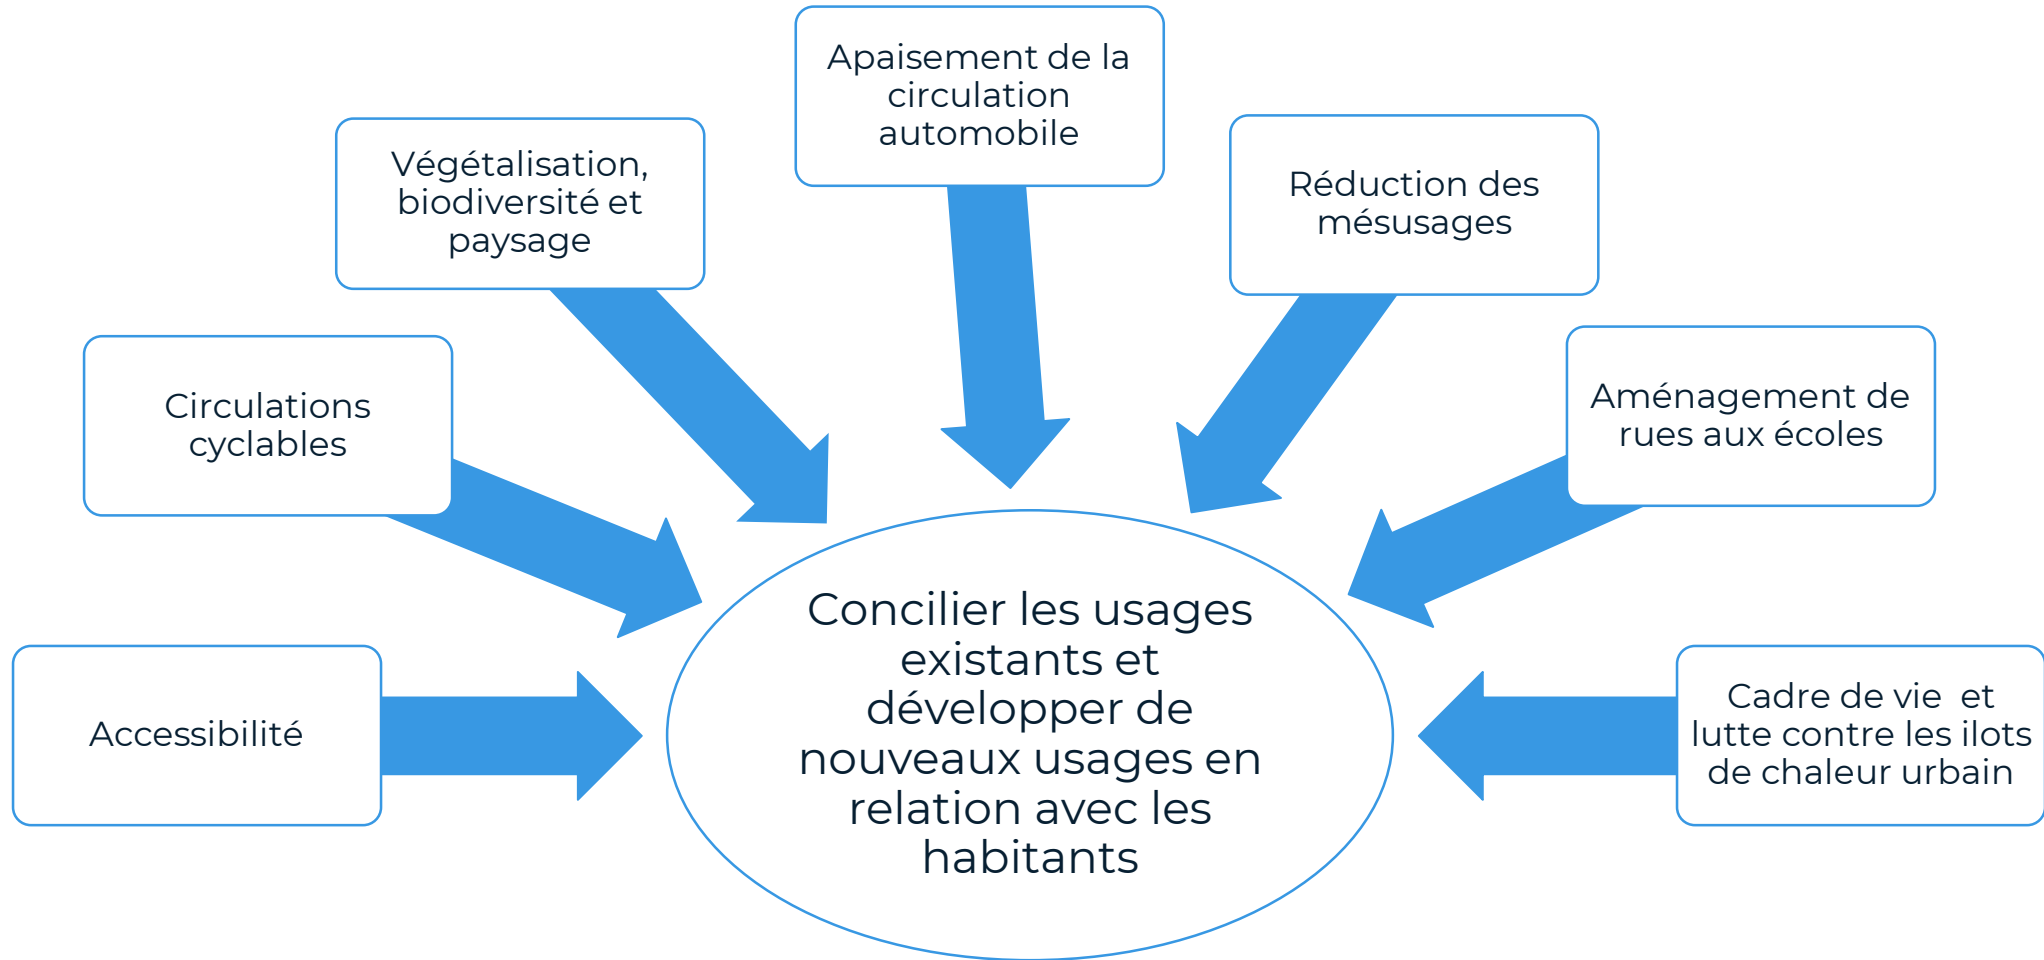 Apaisement de la
circulation
automobile
Végétalisation,
biodiversité et
paysage
Réduction des
mésusages
Circulations
cyclables
Aménagement de
rues aux écoles
Accessibilité
Cadre de vie  et
lutte contre les ilots
de chaleur urbain
Concilier les usages
existants et
développer de
nouveaux usages en
relation avec les
habitants